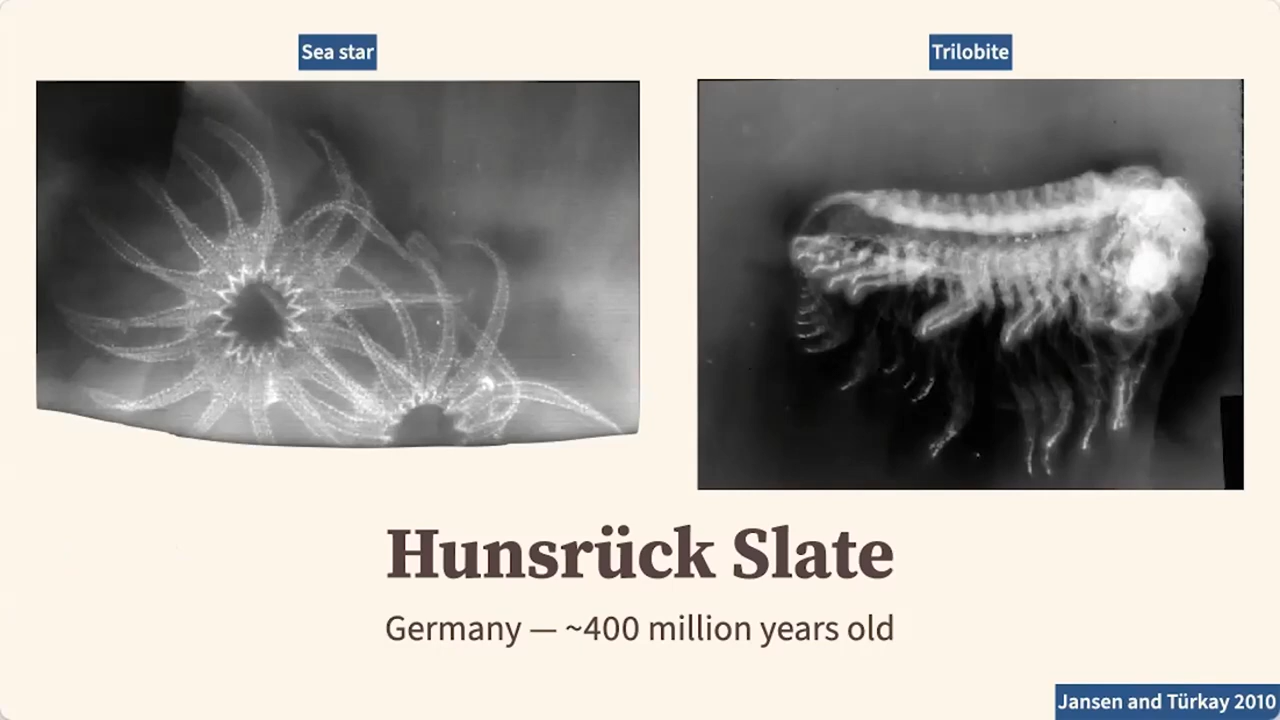 Sea star
Trilobite
Hunsrück Slate
Germany — ~400 million years old
Jansen and Türkay 2010